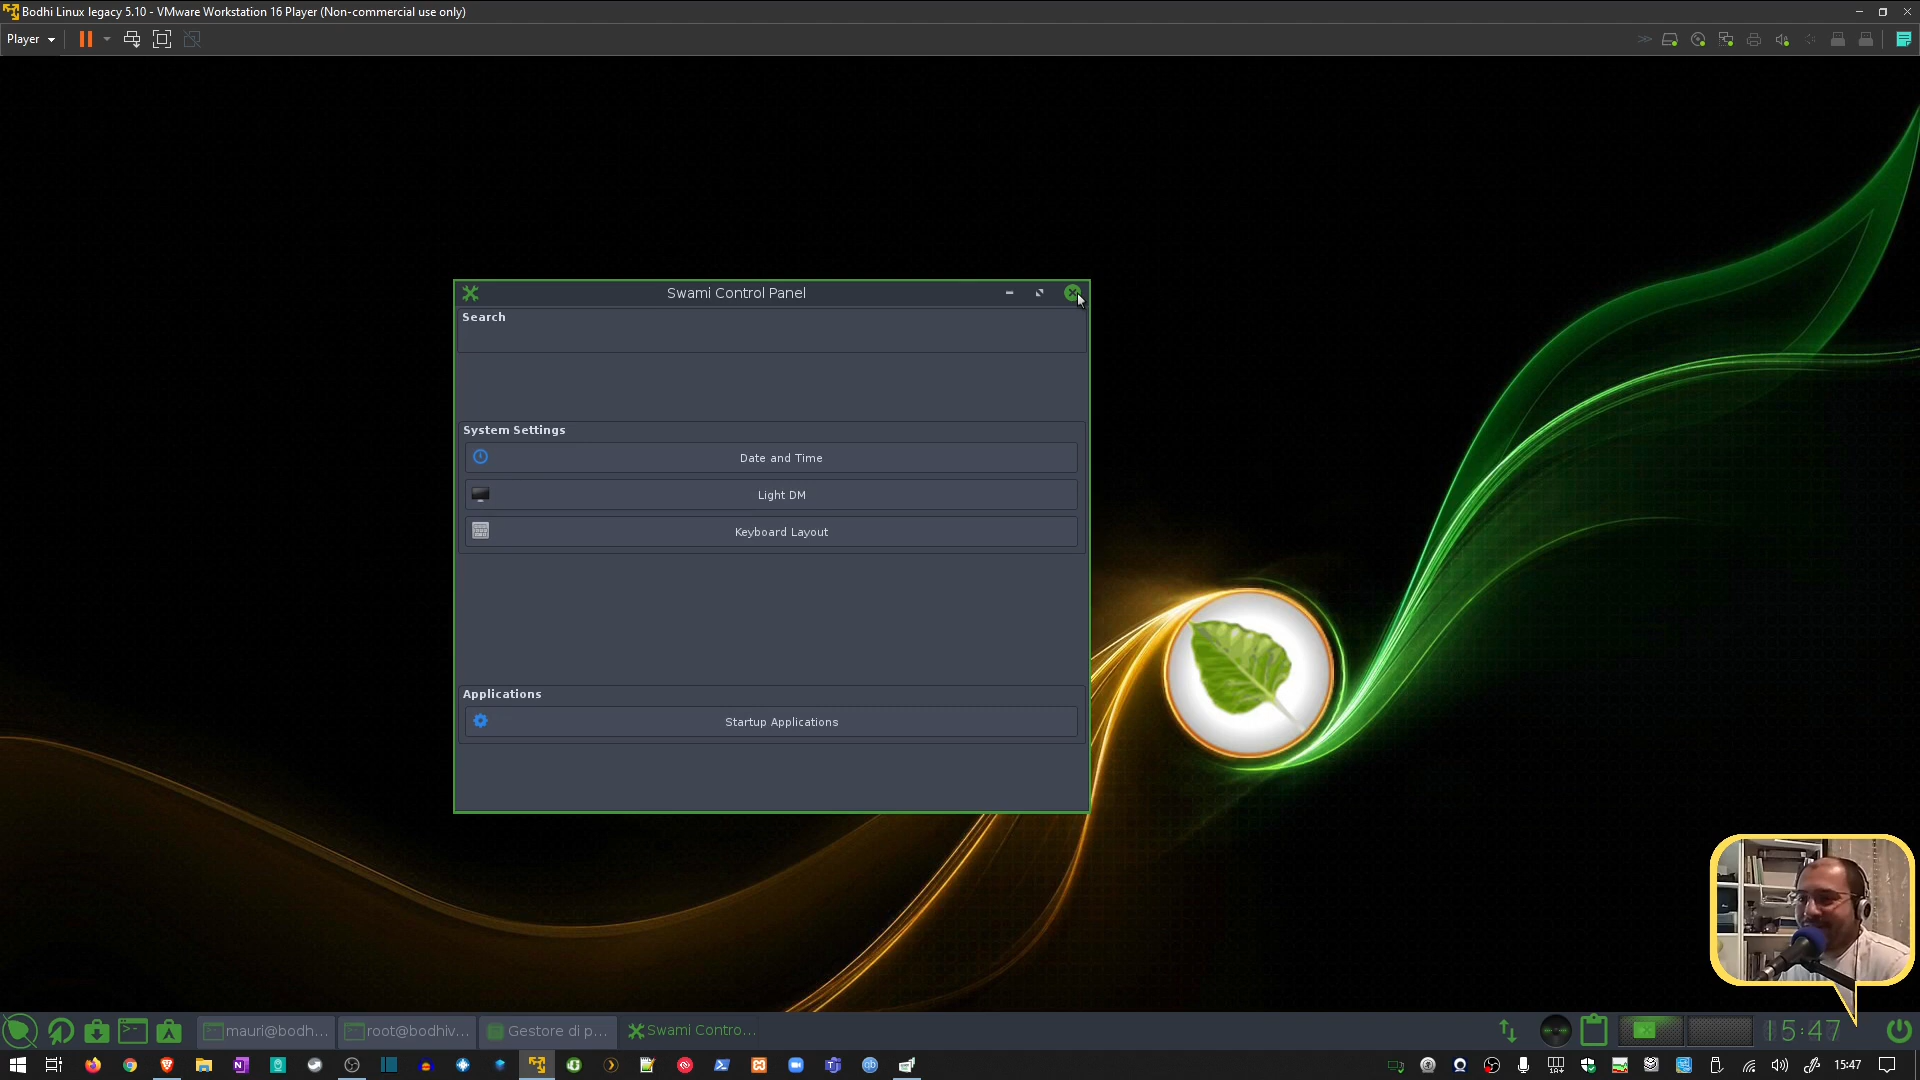 Bodhi Linux legacy 5.10 - VMware Workstation 16 Player (Non-commercial use only)
Player
Swami Control Panel
Search
System Settings
Date and Time
Light DM
Keyboard Layout
Applications
Startup Applications
mauri@bodh...
root@bodhiv...
Gestore di p...
Swami Contro...
15:47
15:47